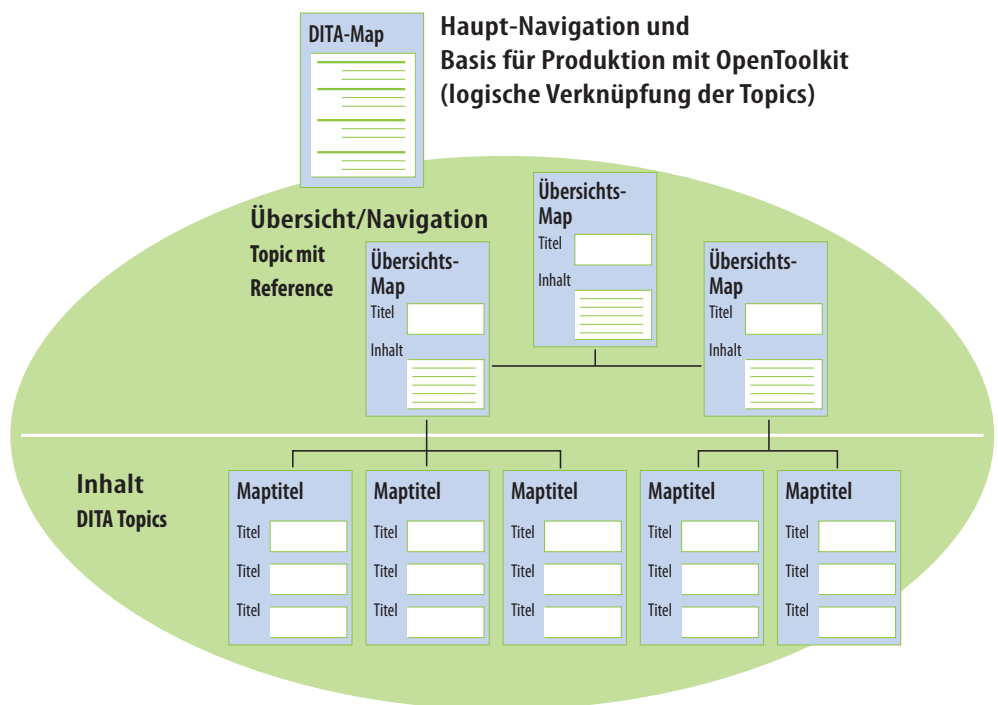 DITA-Map
Haupt-Navigation und
Basis für Produktion mit OpenToolkit
(logische Verknüpfung der Topics)
Übersicht/Navigation
Topic mit
Reference
Übersichts-
Map
Titel
Inhalt
Übersichts-
Map
Titel
Inhalt
Übersichts-
Map
Titel
Inhalt
Inhalt
DITA Topics
Maptitel
Titel
Titel
Titel
Maptitel
Titel
Titel
Titel
Maptitel
Titel
Titel
Titel
Maptitel
Titel
Titel
Titel
Maptitel
Titel
Titel
Titel